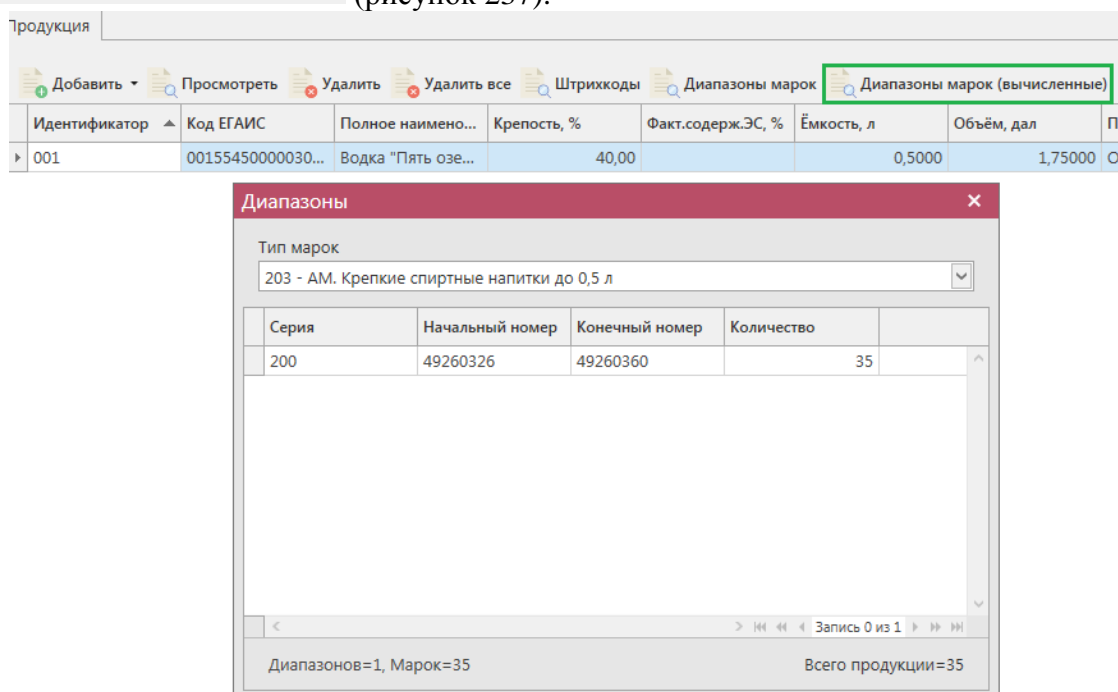 (рисунок 237).
Продукция
Добавить Просмотреть Удалить Удалить все Штрихкоды Диапазоны марок Диапазоны марок (вычисленные)
Идентификатор Код ЕГАИС Полное наимено... Крепость, % Факт.содерж.ЭС, % Ёмкость, л Объём, дал П
001 00155450000030... Водка "Пять озе... 40,00 0,5000 1,75000 О
Диапазоны
Тип марок
203 - АМ. Крепкие спиртные напитки до 0,5 л
Серия Начальный номер Конечный номер Количество
200 49260326 49260360 35
Запись 0 из 1
Диапазонов=1, Марок=35 Всего продукции=35